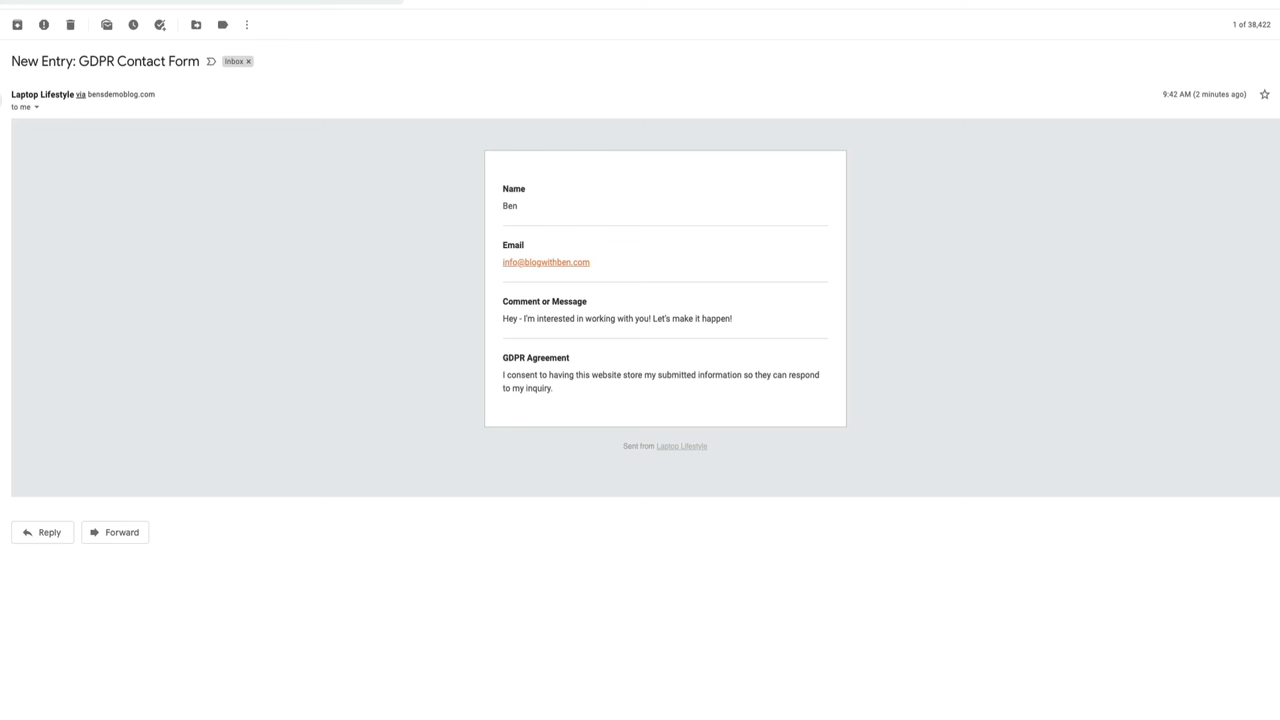 1 of 38,422
New Entry: GDPR Contact Form Inbox ×
Laptop Lifestyle via bensdemoblog.com 9:42 AM (2 minutes ago)
to me
Name
Ben
Email
info@blogwithben.com
Comment or Message
Hey - I'm interested in working with you! Let's make it happen!
GDPR Agreement
I consent to having this website store my submitted information so they can respond
to my inquiry.
Sent from Laptop Lifestyle
Reply Forward